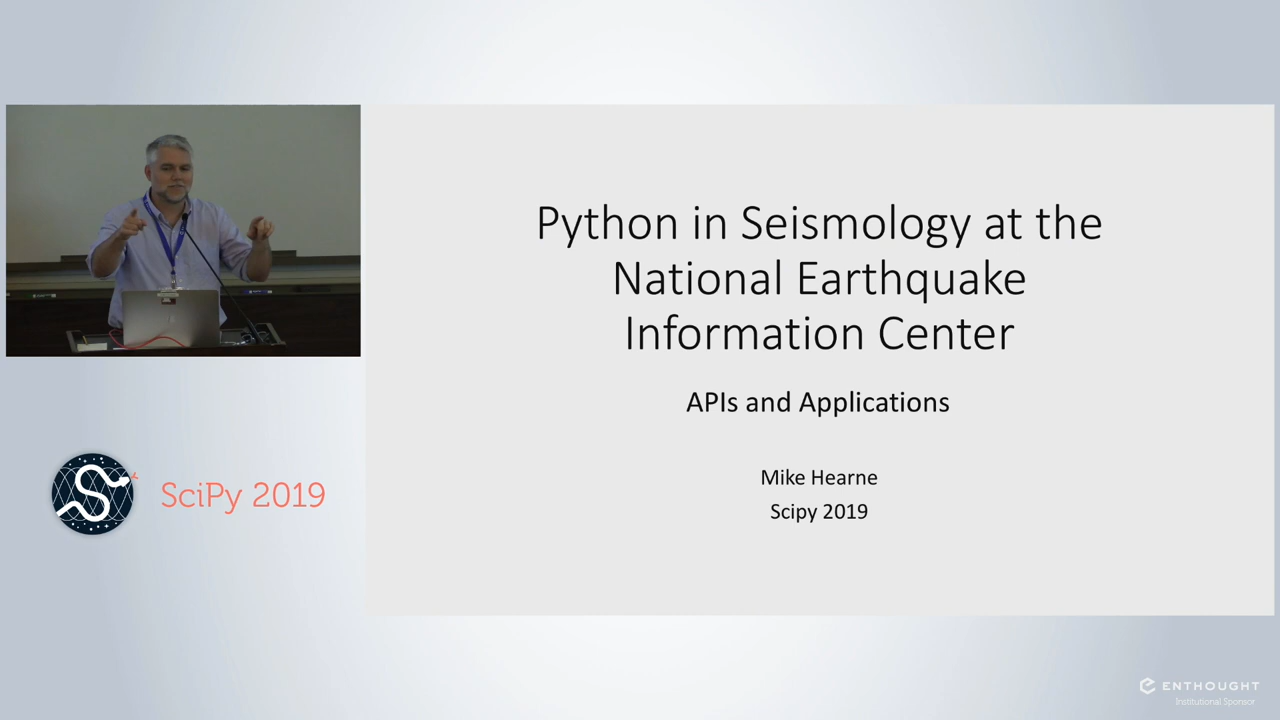 Python in Seismology at the
National Earthquake
Information Center
APIs and Applications
Mike Hearne
Scipy 2019
SciPy 2019
ENTHOUGHT
Institutional Sponsor